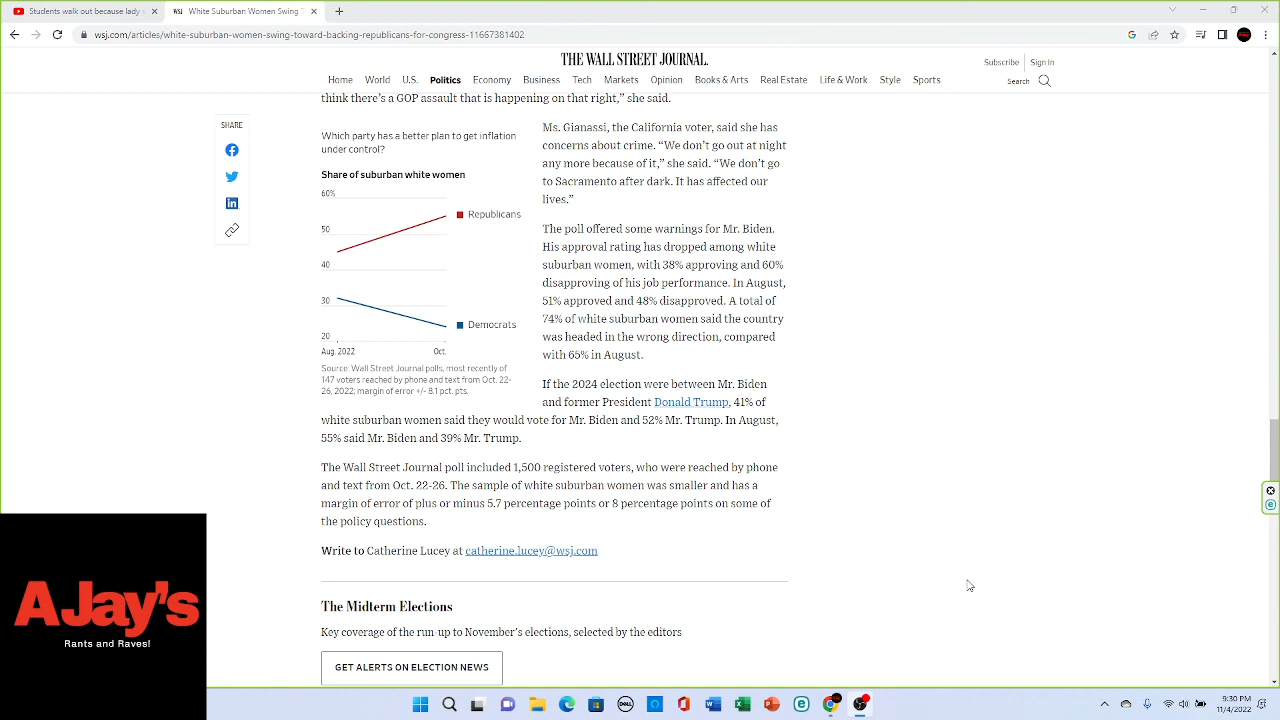 Students walk out because lady
WSJ White Suburban Women Swing T
wsj.com/articles/white-suburban-women-swing-toward-backing-republicans-for-congress-11667381402
THE WALL STREET JOURNAL.
Subscribe Sign In
Home World U.S. Politics Economy Business Tech Markets Opinion Books & Arts Real Estate Life & Work Style Sports
Search
think there's a GOP assault that is happening on that right,” she said.
SHARE
Which party has a better plan to get inflation
under control?
Share of suburban white women
60%
50
40
30
20
Republicans
Democrats
Aug. 2022 Oct.
Source: Wall Street Journal polls, most recently of
147 voters reached by phone and text from Oct. 22-
26, 2022; margin of error +/- 8.1 pct. pts.
Ms. Gianassi, the California voter, said she has
concerns about crime. “We don't go out at night
any more because of it,” she said. “We don't go
to Sacramento after dark. It has affected our
lives.”
The poll offered some warnings for Mr. Biden.
His approval rating has dropped among white
suburban women, with 38% approving and 60%
disapproving of his job performance. In August,
51% approved and 48% disapproved. A total of
74% of white suburban women said the country
was headed in the wrong direction, compared
with 65% in August.
If the 2024 election were between Mr. Biden
and former President Donald Trump, 41% of
white suburban women said they would vote for Mr. Biden and 52% Mr. Trump. In August,
55% said Mr. Biden and 39% Mr. Trump.
The Wall Street Journal poll included 1,500 registered voters, who were reached by phone
and text from Oct. 22-26. The sample of white suburban women was smaller and has a
margin of error of plus or minus 5.7 percentage points or 8 percentage points on some of
the policy questions.
Write to Catherine Lucey at catherine.lucey@wsj.com
The Midterm Elections
Key coverage of the run-up to November's elections, selected by the editors
GET ALERTS ON ELECTION NEWS
AJay's
Rants and Raves!
DELL
9:30 PM
11/4/2022